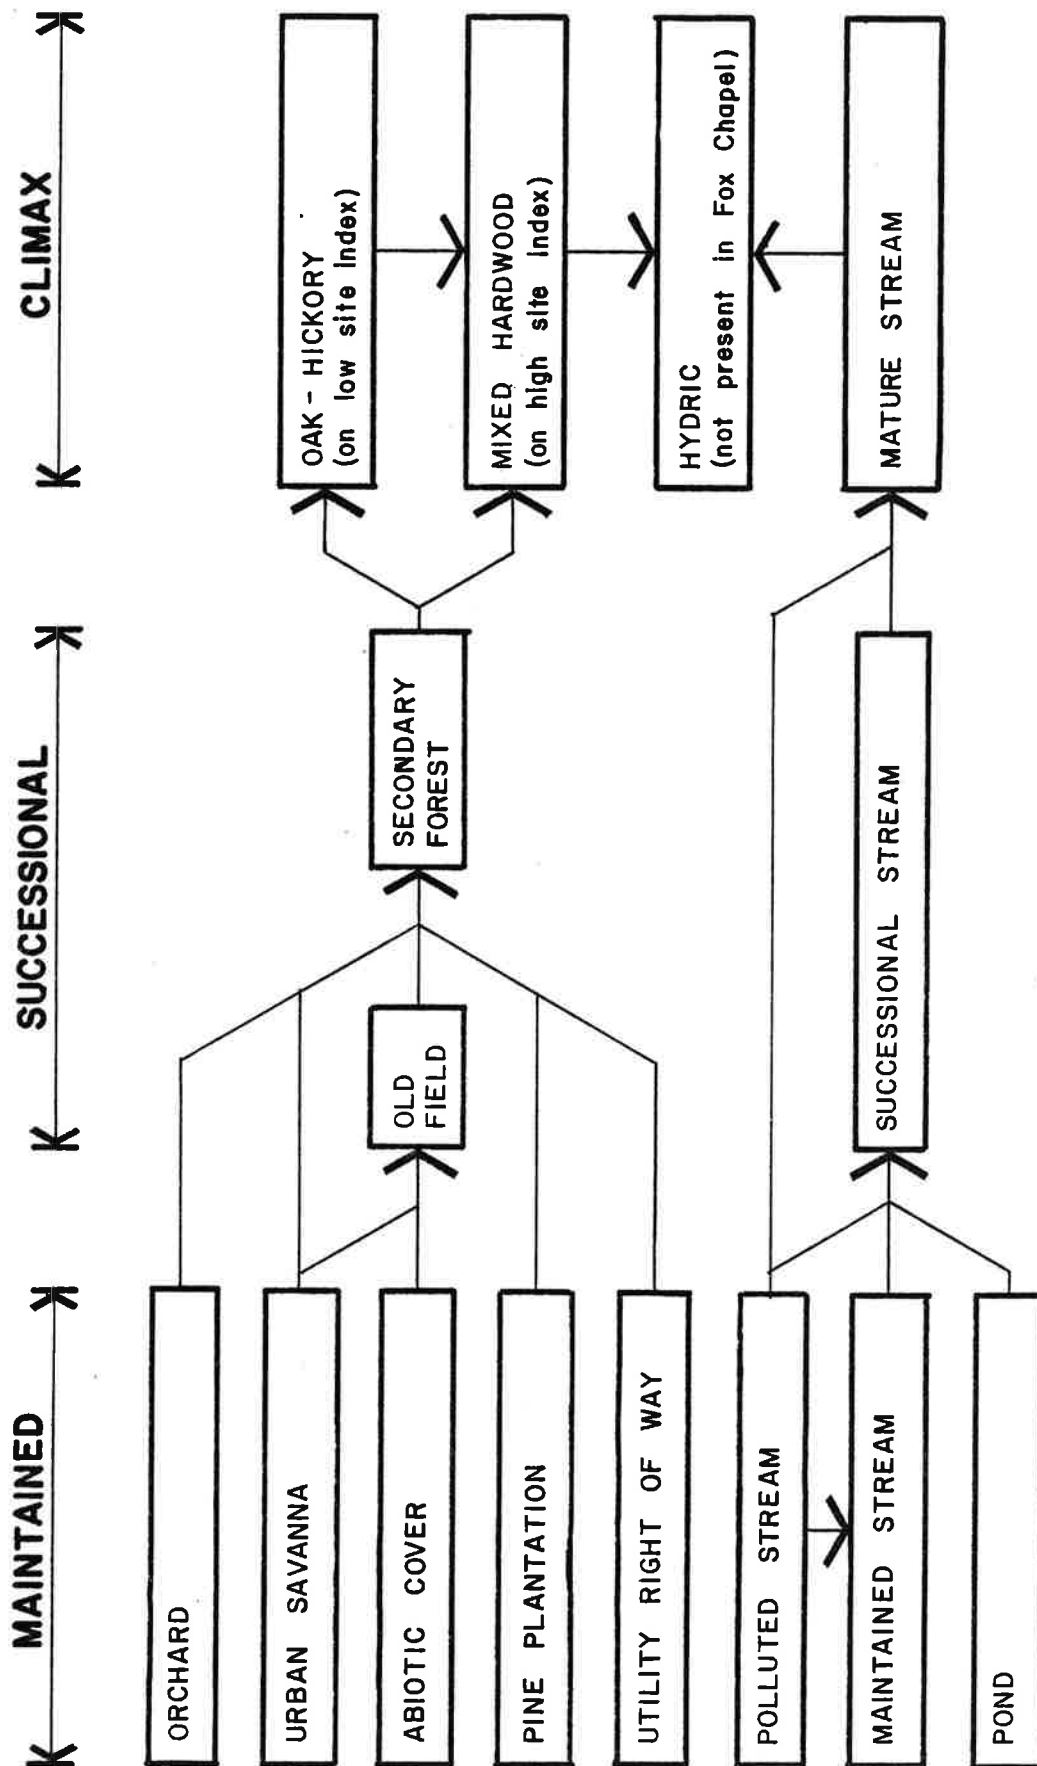 MAINTAINED
SUCCESSIONAL
CLIMAX
ORCHARD
URBAN SAVANNA
ABIOTIC COVER
PINE PLANTATION
UTILITY RIGHT OF WAY
POLLUTED STREAM
MAINTAINED STREAM
POND
OLD
FIELD
SECONDARY
FOREST
SUCCESSIONAL STREAM
OAK - HICKORY
(on low site index)
MIXED HARDWOOD
(on high site index)
HYDRIC
(not present in Fox Chapel)
MATURE STREAM